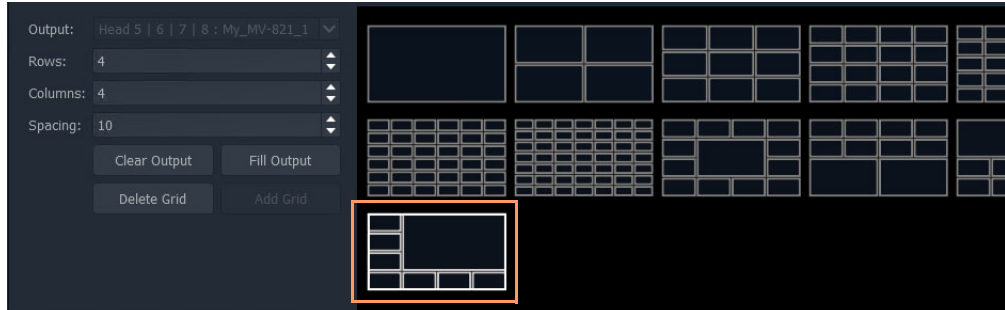 Output: Head 5 | 6 | 7 | 8 : My_MV-821_1
Rows: 4
Columns: 4
Spacing: 10
Clear Output Fill Output
Delete Grid Add Grid